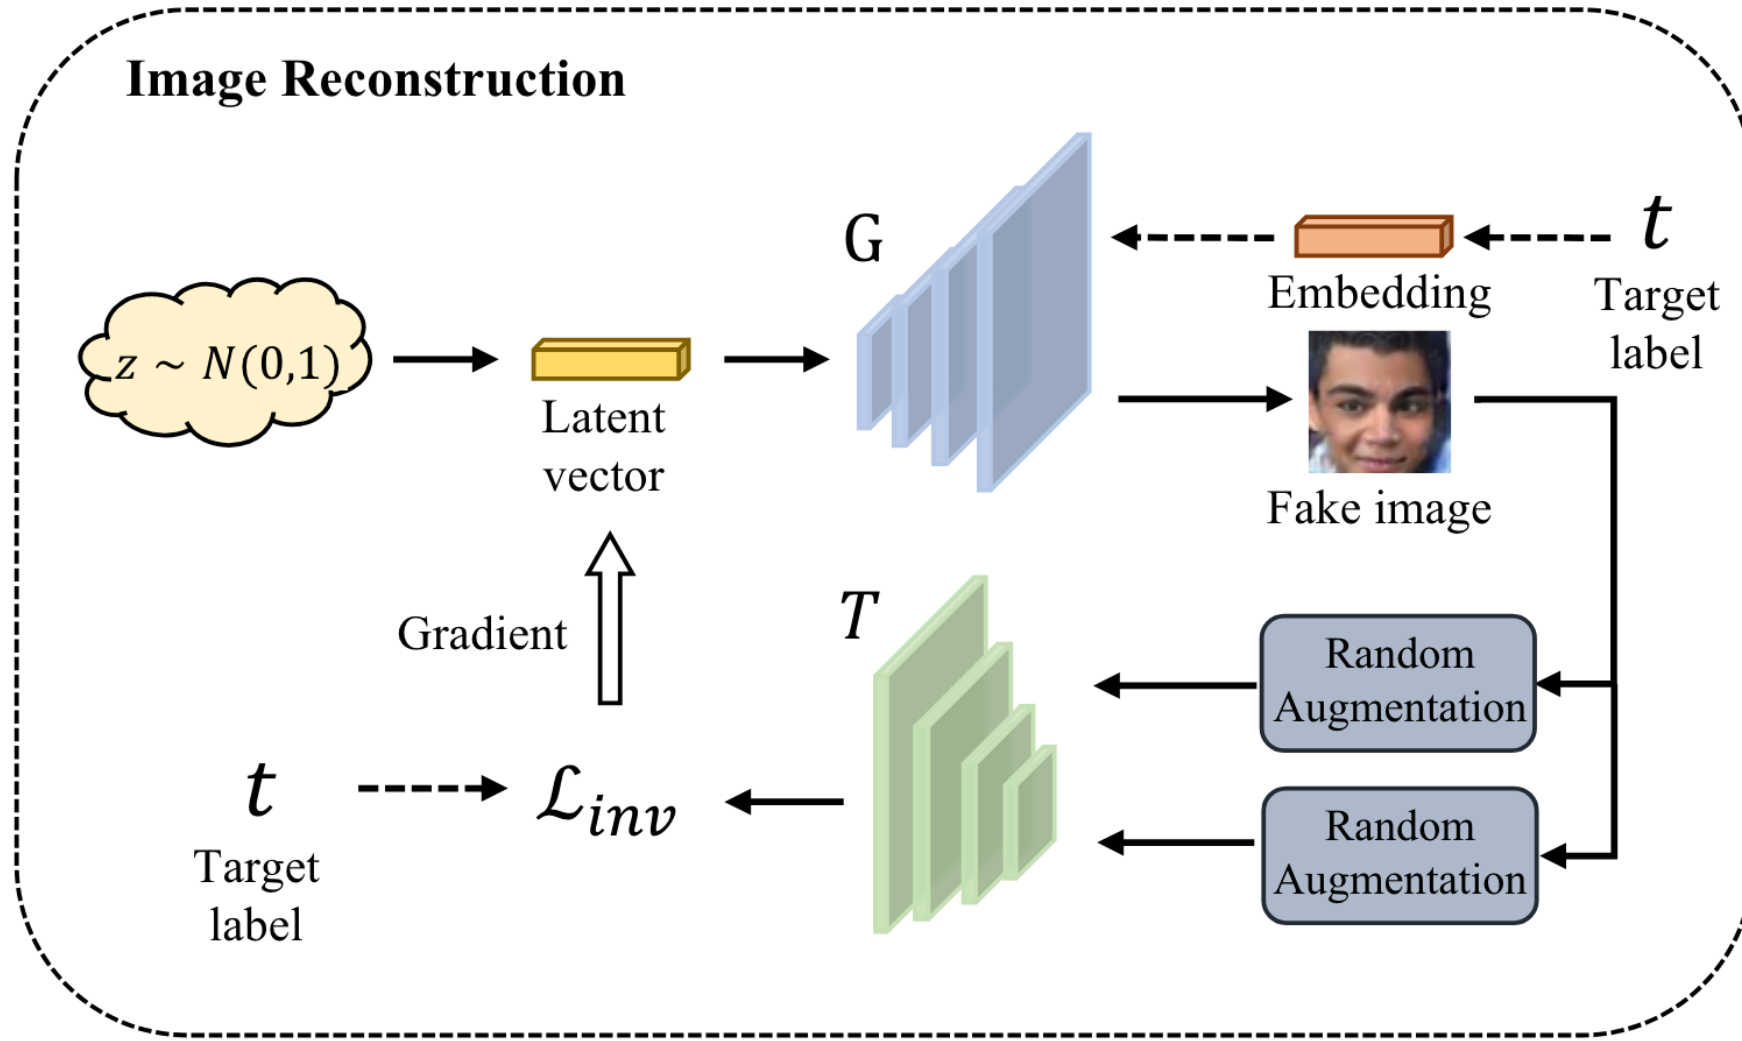 Image Reconstruction
G
t
Embedding
Target
label
z ~ N(0,1)
Latent
vector
Fake image
Gradient
T
Random
Augmentation
t
ℒinv
Random
Augmentation
Target
label